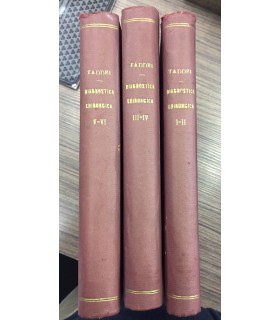 TADDEI
DIAGNOSTICA
CHIRURGICA
V-VI
TADDEI
DIAGNOSTICA
CHIRURGICA
III-IV
TADDEI
DIAGNOSTICA
CHIRURGICA
I-II